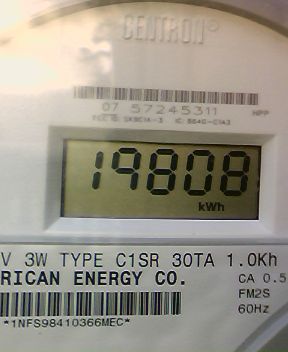 CENTRON®
07 57245311 HPP
19808
kWh
V 3W TYPE C1SR 30TA 1.0Kh
RICAN ENERGY CO. CA 0.5
FM2S
*1NFS98410366MEC* 60Hz